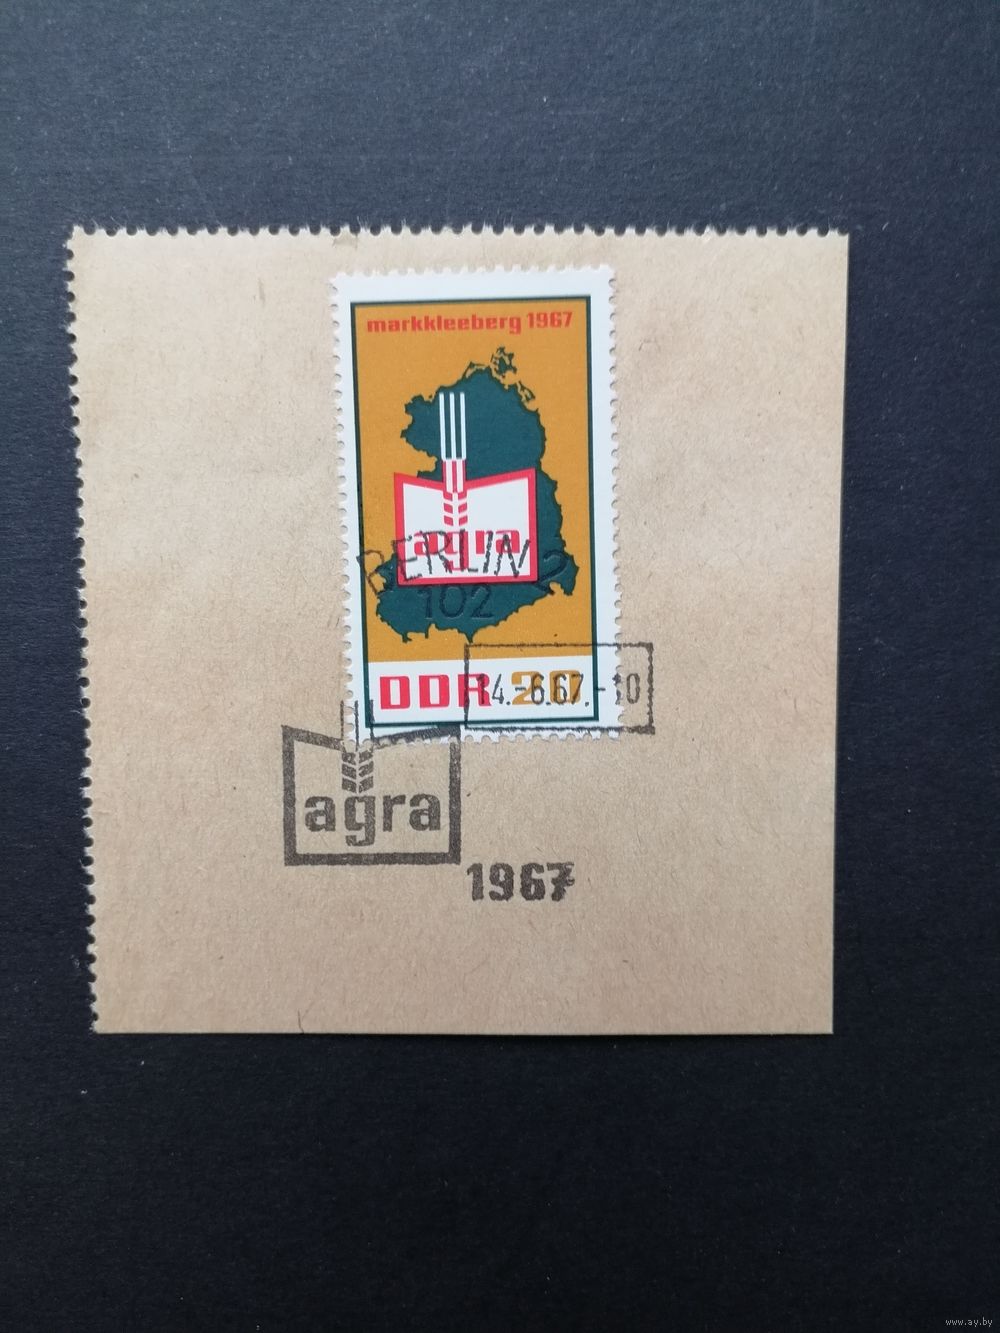 markkleeberg 1967
agra
BERLIN 2
102
DDR 20
14.-6.67.-10
agra
1967
www.ay.by